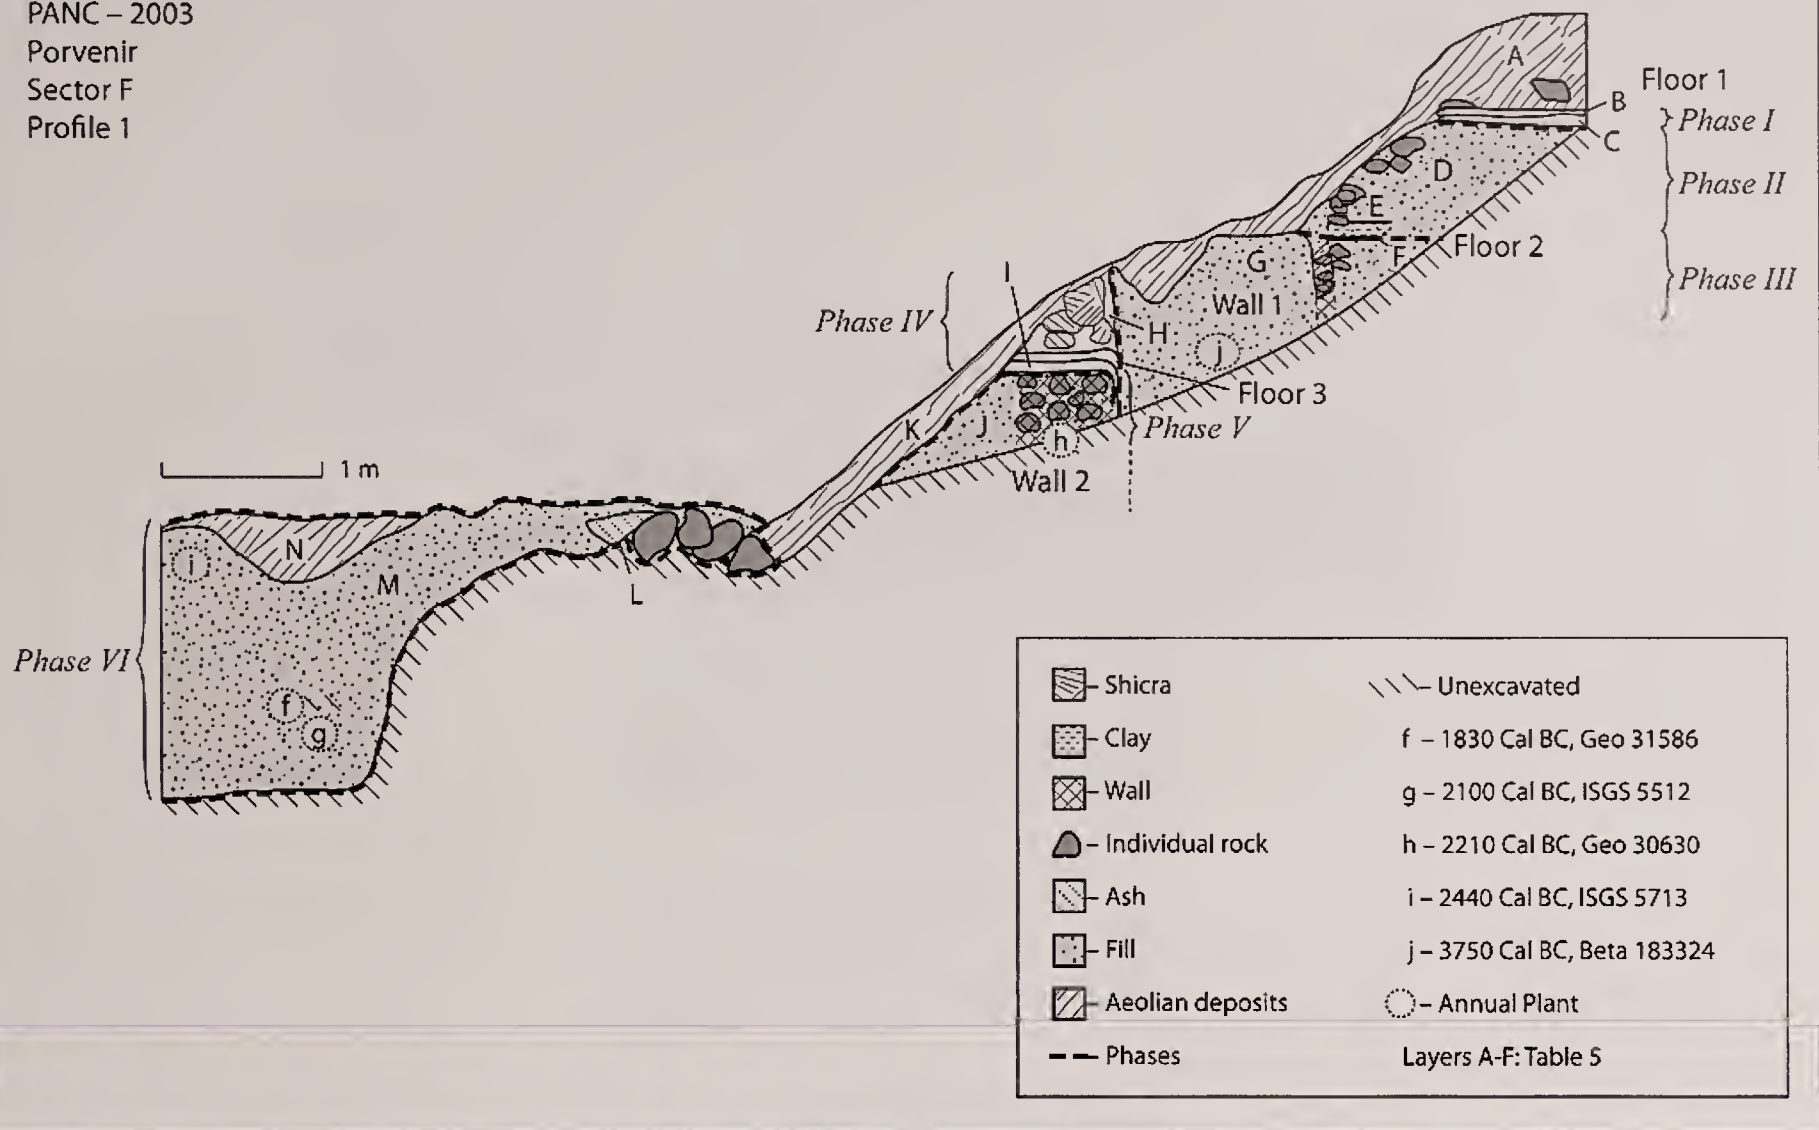 PANC – 2003
Porvenir
Sector F
Profile 1
A
Floor 1
B
Phase I
C
D
Phase II
E
Floor 2
F
G
Phase III
I
Wall 1
Phase IV
H
j
Floor 3
K
J
Phase V
h
1 m
Wall 2
N
i
M
L
Phase VI
f
g
Shicra
Clay
Wall
Individual rock
Ash
Fill
Aeolian deposits
Phases
Unexcavated
f – 1830 Cal BC, Geo 31586
g – 2100 Cal BC, ISGS 5512
h – 2210 Cal BC, Geo 30630
i – 2440 Cal BC, ISGS 5713
j – 3750 Cal BC, Beta 183324
– Annual Plant
Layers A-F: Table 5